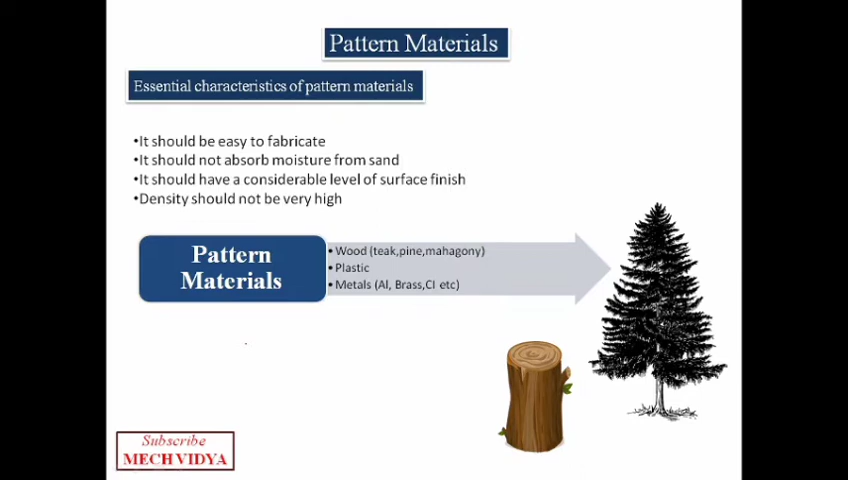 Pattern Materials
Essential characteristics of pattern materials
•It should be easy to fabricate
•It should not absorb moisture from sand
•It should have a considerable level of surface finish
•Density should not be very high
Pattern
Materials
• Wood (teak,pine,mahagony)
• Plastic
• Metals (Al, Brass,CI etc)
Subscribe
MECH VIDYA